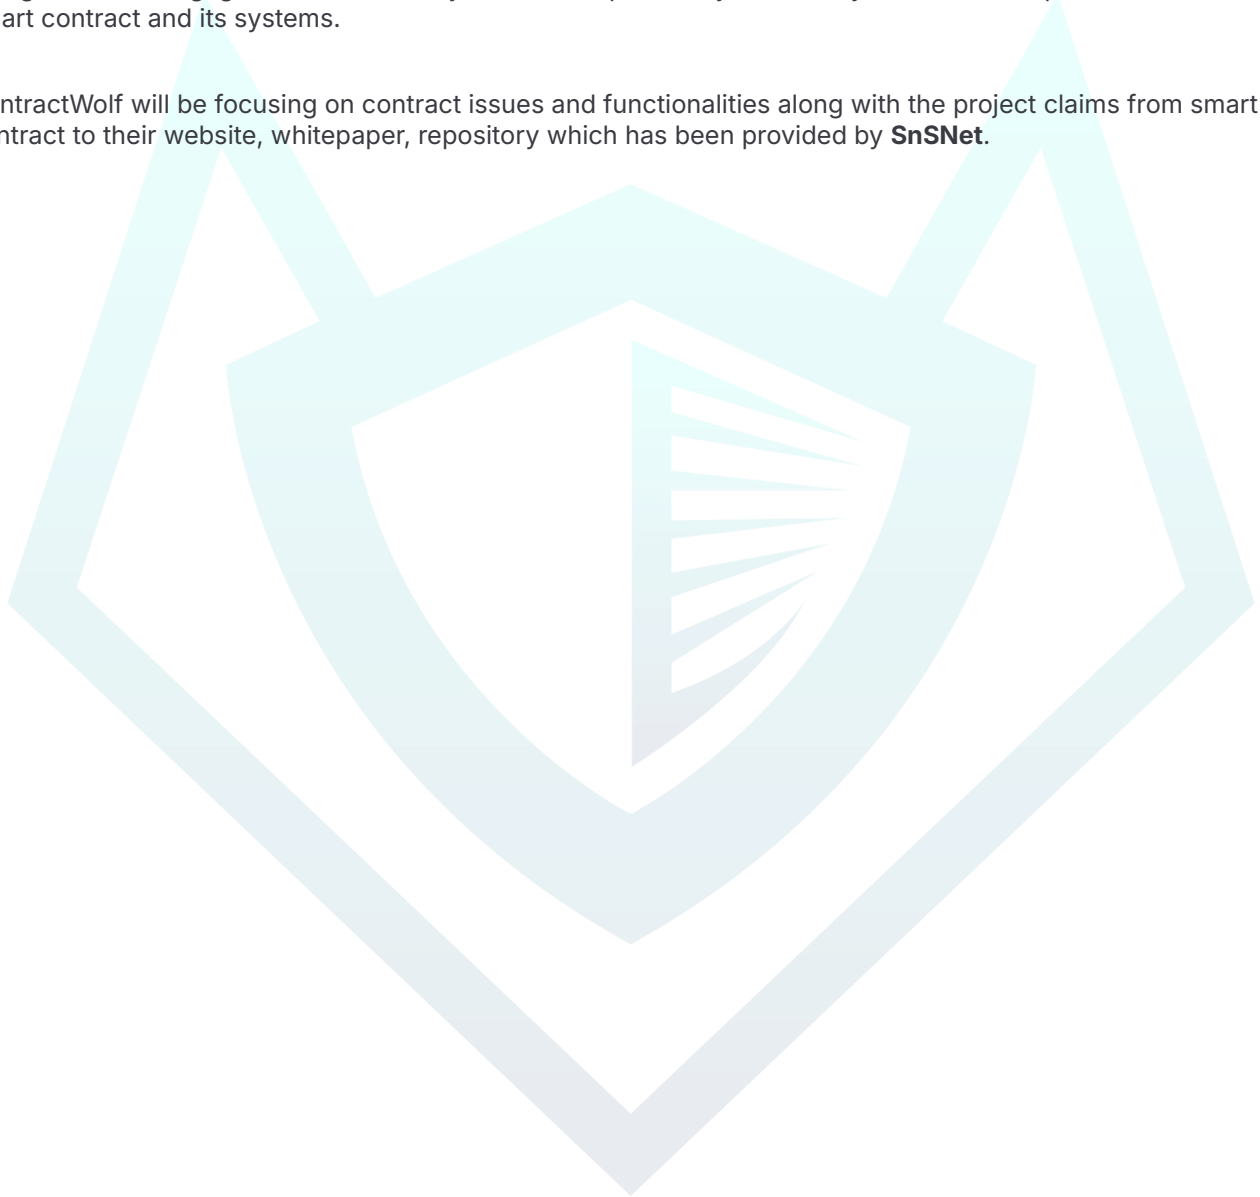 art contract and its systems.
ntractWolf will be focusing on contract issues and functionalities along with the project claims from smart
ntract to their website, whitepaper, repository which has been provided by SnSNet.